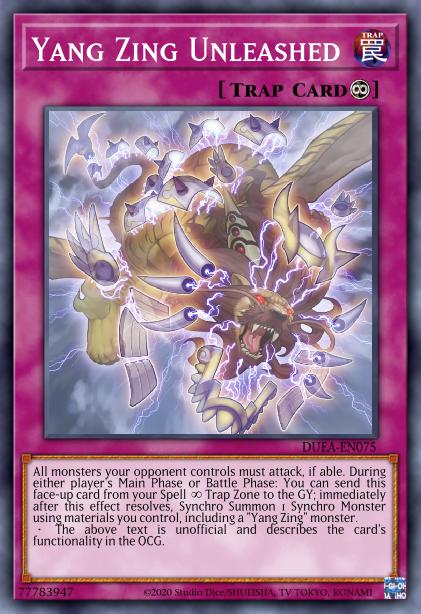 Yang Zing Unleashed
TRAP
罠
[Trap Card∞]
DUEA-EN075
All monsters your opponent controls must attack, if able. During
either player's Main Phase or Battle Phase: You can send this
face-up card from your Spell ∞ Trap Zone to the GY; immediately
after this effect resolves, Synchro Summon 1 Synchro Monster
using materials you control, including a "Yang Zing" monster.
· The above text is unofficial and describes the card's
functionality in the OCG.
77783947
©2020 Studio Dice/SHUEISHA, TV TOKYO, KONAMI